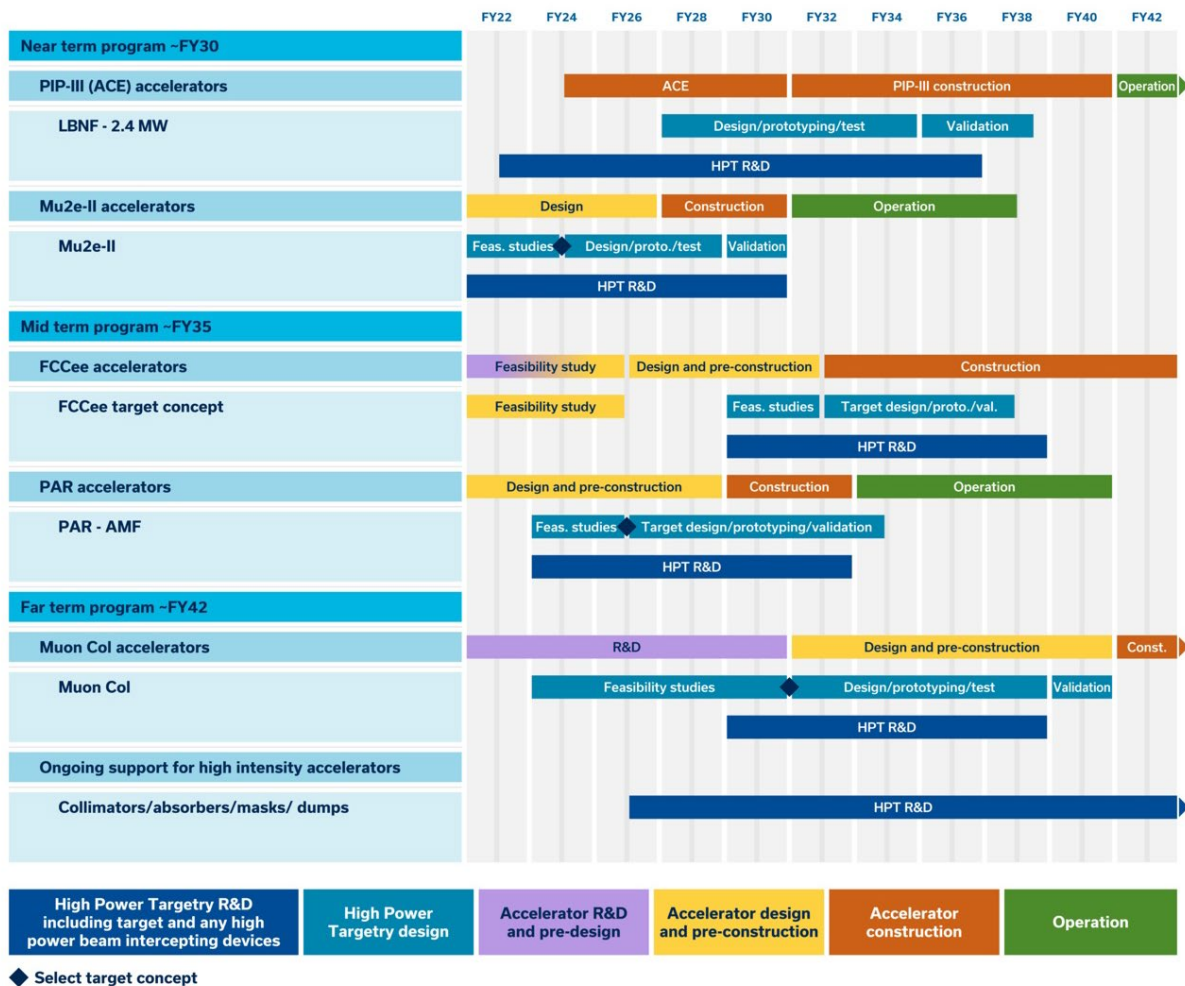 FY22 FY24 FY26 FY28 FY30 FY32 FY34 FY36 FY38 FY40 FY42
Near term program ~FY30
PIP-III (ACE) accelerators ACE PIP-III construction Operation
LBNF - 2.4 MW Design/prototyping/test Validation
HPT R&D
Mu2e-II accelerators Design Construction Operation
Mu2e-II Feas. studies Design/proto./test Validation
HPT R&D
Mid term program ~FY35
FCCee accelerators Feasibility study Design and pre-construction Construction
FCCee target concept Feasibility study Feas. studies Target design/proto./val.
HPT R&D
PAR accelerators Design and pre-construction Construction Operation
PAR - AMF Feas. studies Target design/prototyping/validation
HPT R&D
Far term program ~FY42
Muon Col accelerators R&D Design and pre-construction Const.
Muon Col Feasibility studies Design/prototyping/test Validation
HPT R&D
Ongoing support for high intensity accelerators
Collimators/absorbers/masks/ dumps HPT R&D
High Power Targetry R&D
including target and any high
power beam intercepting devices
High Power
Targetry design
Accelerator R&D
and pre-design
Accelerator design
and pre-construction
Accelerator
construction
Operation
Select target concept